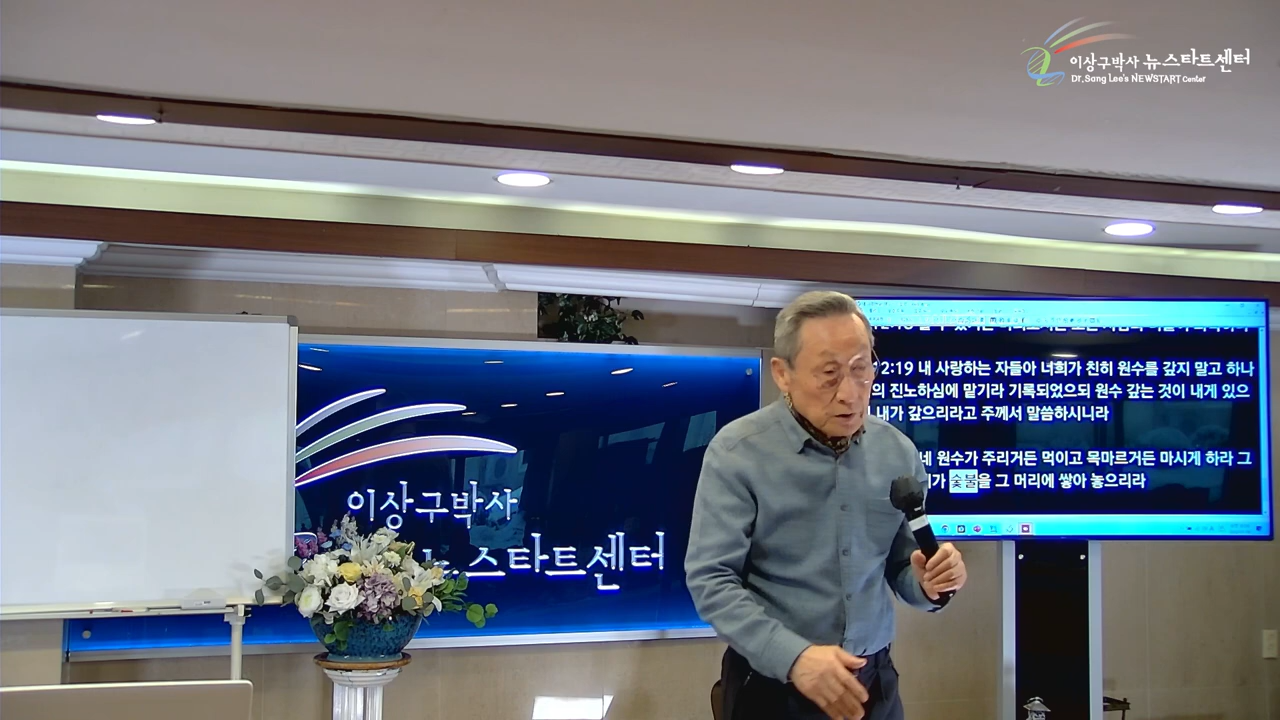 이상구박사 뉴스타트센터
Dr. Sang Lee's NEWSTART Center
이상구박사
뉴스타트센터
2:19 내 사랑하는 자들아 너희가 친히 원수를 갚지 말고 하나
의 진노하심에 맡기라 기록되었으되 원수 갚는 것이 내게 있으
내가 갚으리라고 주께서 말씀하시니라
네 원수가 주리거든 먹이고 목마르거든 마시게 하라 그
숯불을 그 머리에 쌓아 놓으리라